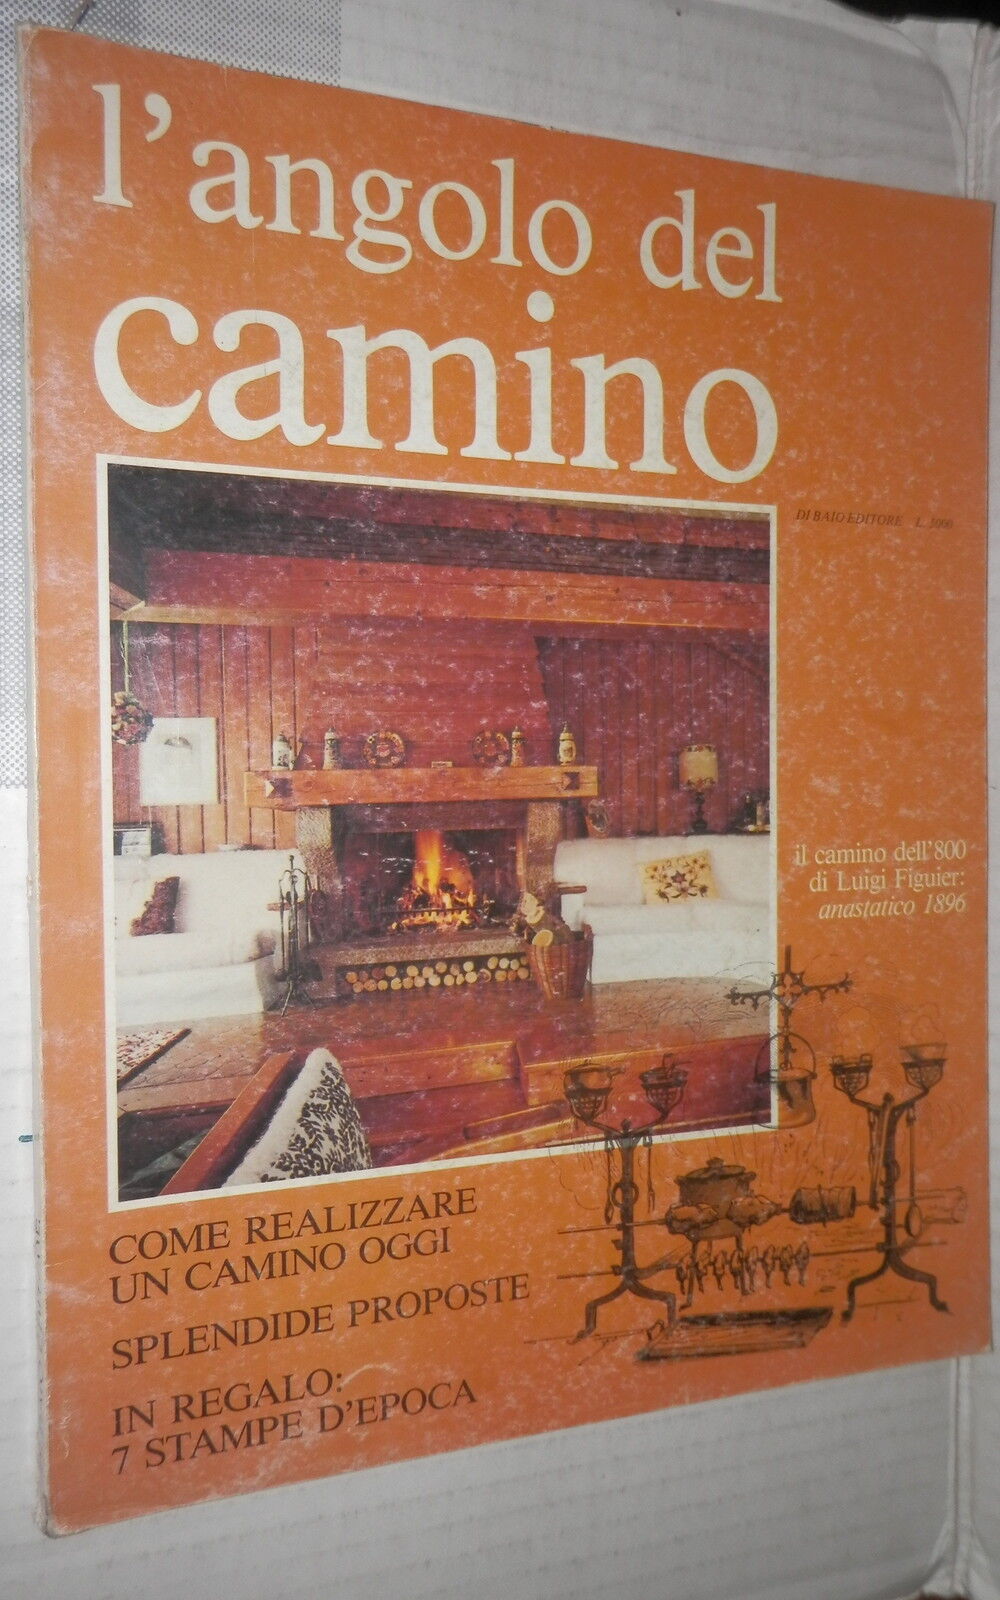 l'angolo del
camino
DI BAIO EDITORE L.
il camino dell'800
di Luigi Figuier:
anastatico 1896
COME REALIZZARE
UN CAMINO OGGI
SPLENDIDE PROPOSTE
IN REGALO:
7 STAMPE D'EPOCA